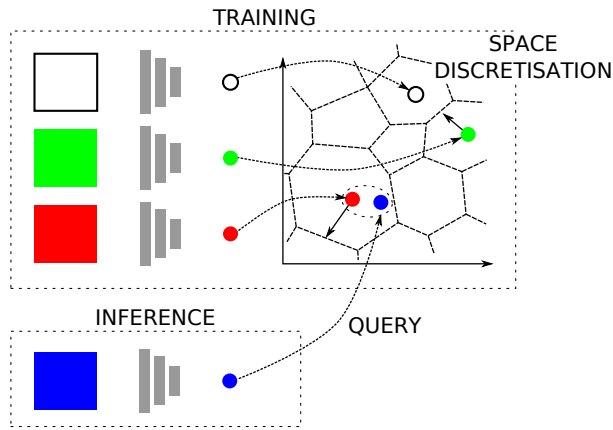 TRAINING
SPACE
DISCRETISATION
INFERENCE
QUERY